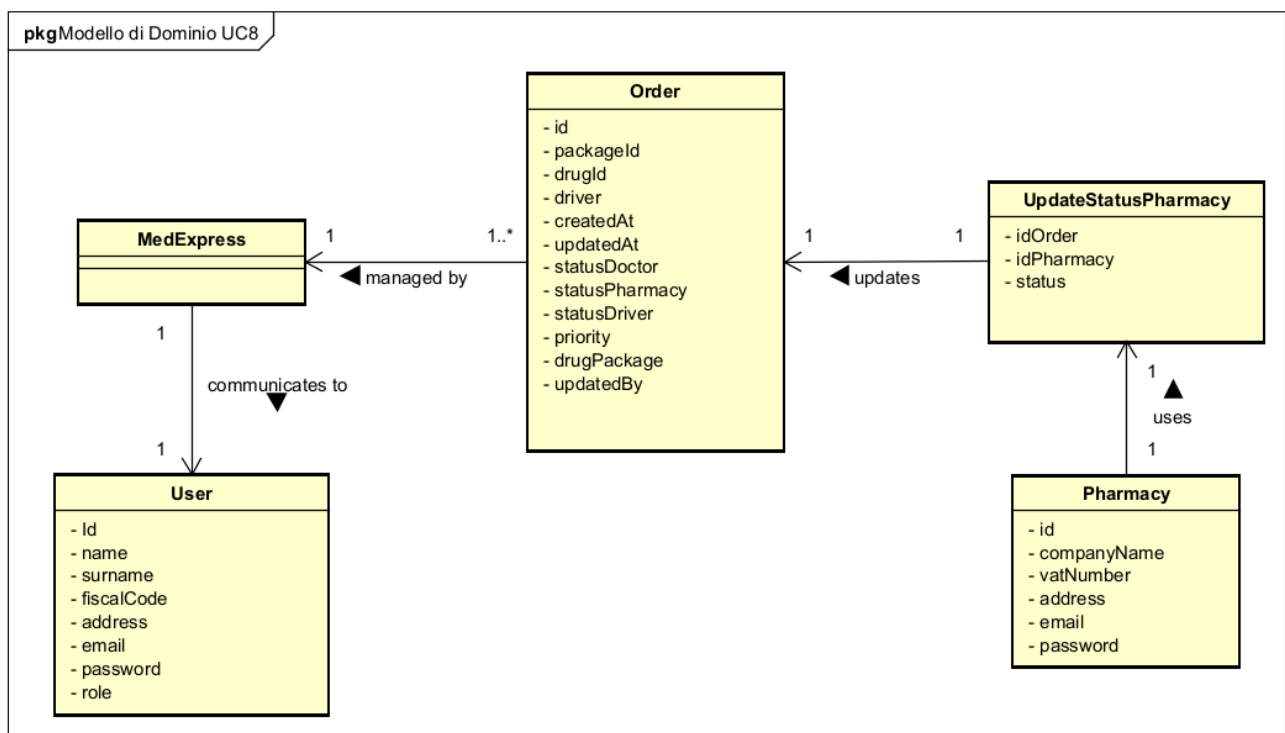 pkg Modello di Dominio UC8
MedExpress
1
managed by
1..*
Order
- id
- packageId
- drugId
- driver
- createdAt
- updatedAt
- statusDoctor
- statusPharmacy
- statusDriver
- priority
- drugPackage
- updatedBy
1
updates
1
UpdateStatusPharmacy
- idOrder
- idPharmacy
- status
1
communicates to
1
User
- Id
- name
- surname
- fiscalCode
- address
- email
- password
- role
1
uses
1
Pharmacy
- id
- companyName
- vatNumber
- address
- email
- password